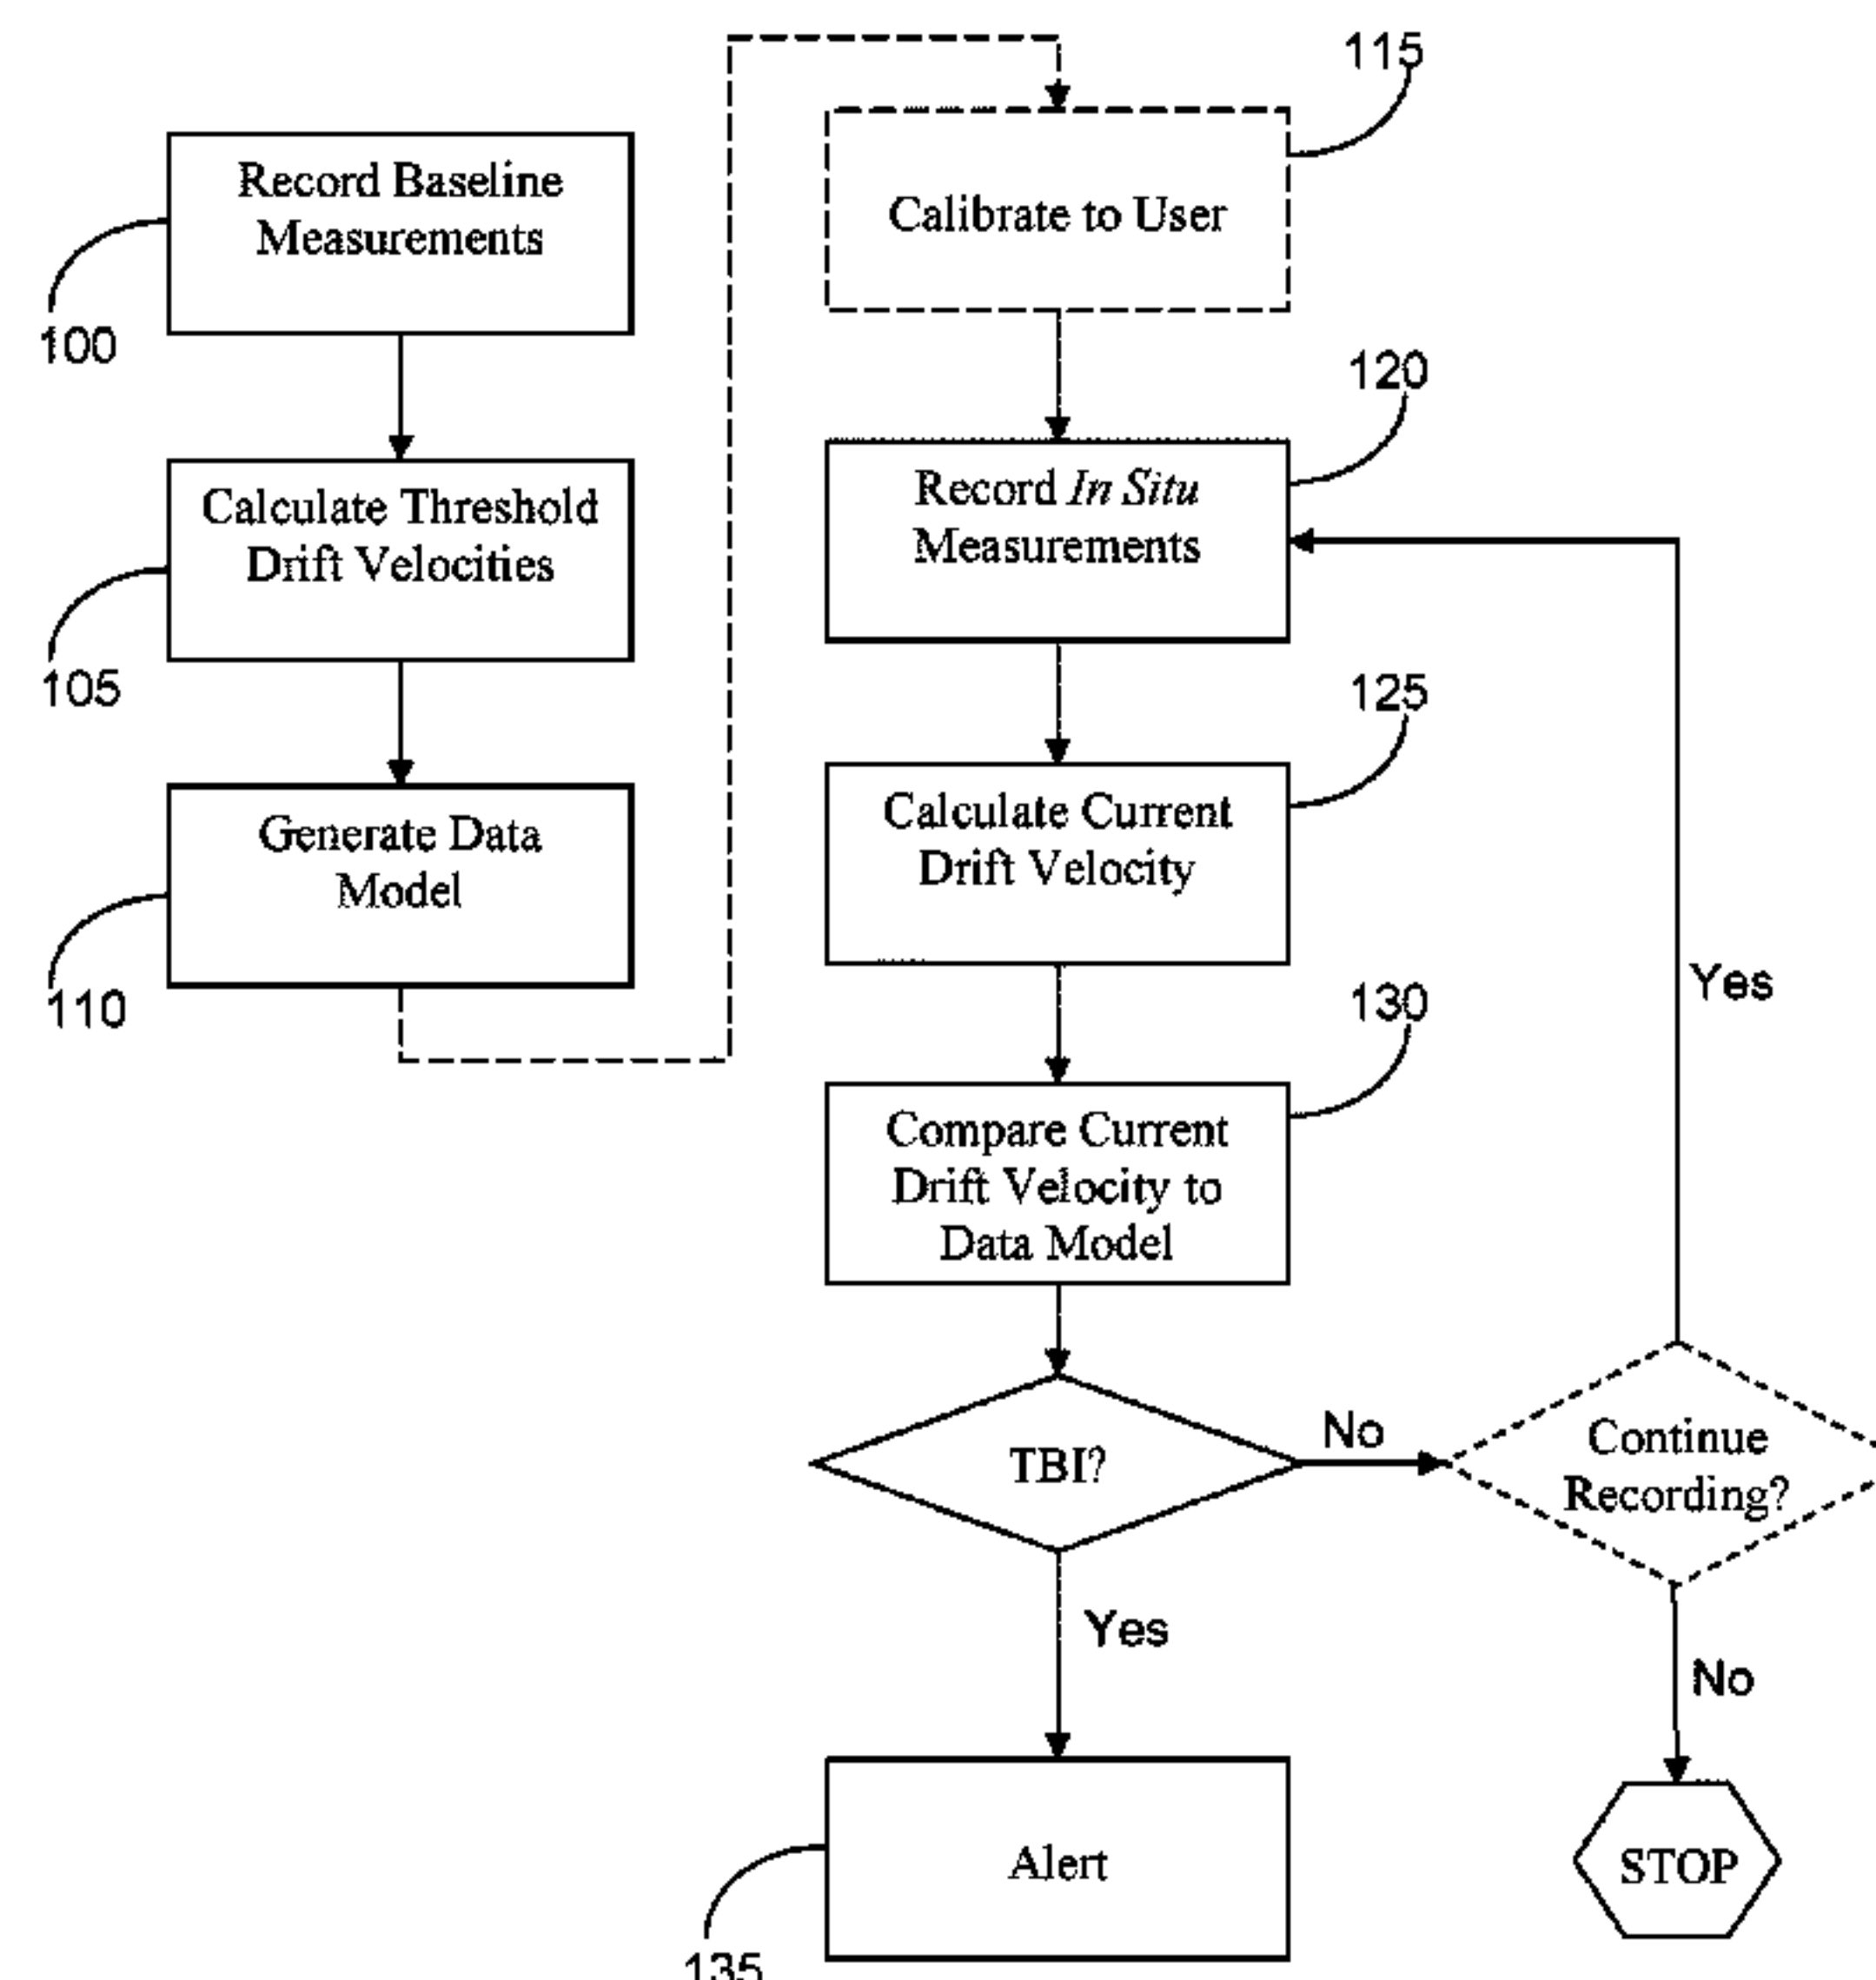 Record Baseline
Measurements
100
Calculate Threshold
Drift Velocities
105
Generate Data
Model
110
115
Calibrate to User
120
Record In Situ
Measurements
125
Calculate Current
Drift Velocity
130
Compare Current
Drift Velocity to
Data Model
TBI?
No
Continue
Recording?
Yes
Yes
No
Alert
135
STOP